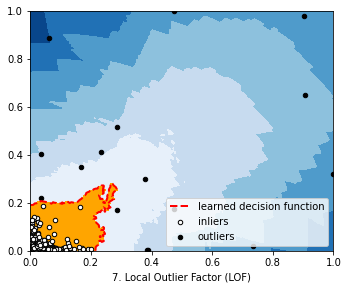 1.0
0.8
0.6
0.4
0.2
0.0
learned decision function
inliers
outliers
0.0 0.2 0.4 0.6 0.8 1.0
7. Local Outlier Factor (LOF)